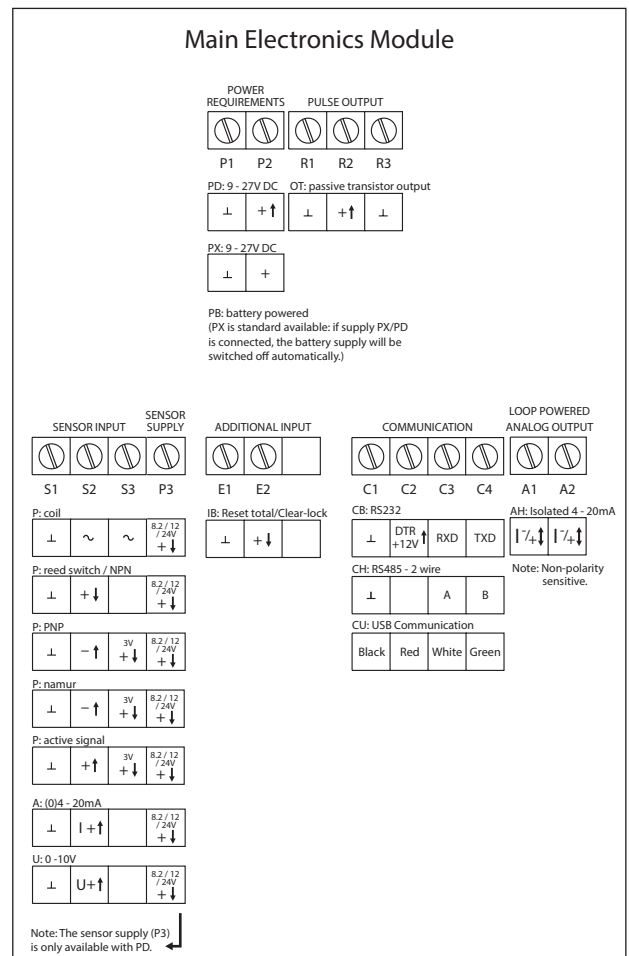 Main Electronics Module
POWER
REQUIREMENTS PULSE OUTPUT
P1 P2 R1 R2 R3
PD: 9 - 27V DC OT: passive transistor output
⊥ + ⊥ + ⊥
PX: 9 - 27V DC
⊥ +
PB: battery powered
(PX is standard available: if supply PX/PD
is connected, the battery supply will be
switched off automatically.)
SENSOR INPUT
SENSOR
SUPPLY
S1 S2 S3 P3
P: coil
⊥ ~ ~ 8.2 / 12
/ 24V
+
P: reed switch / NPN
⊥ + 8.2 / 12
/ 24V
+
P: PNP
⊥ − 3V
+
8.2 / 12
/ 24V
+
P: namur
⊥ − 3V
+
8.2 / 12
/ 24V
+
P: active signal
⊥ + 3V
+
8.2 / 12
/ 24V
+
A: (0)4 - 20mA
⊥ I + 8.2 / 12
/ 24V
+
U: 0 -10V
⊥ U+ 8.2 / 12
/ 24V
+
Note: The sensor supply (P3)
is only available with PD.
ADDITIONAL INPUT
E1 E2
IB: Reset total/Clear-lock
⊥ +
COMMUNICATION
C1 C2 C3 C4
CB: RS232
⊥ DTR
+12V
RXD TXD
CH: RS485 - 2 wire
⊥ A B
CU: USB Communication
Black Red White Green
LOOP POWERED
ANALOG OUTPUT
A1 A2
AH: Isolated 4 - 20mA
I -/+ I -/+
Note: Non-polarity
sensitive.